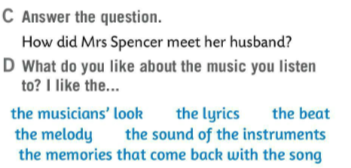 C Answer the question.
How did Mrs Spencer meet her husband?
D What do you like about the music you listen
to? I like the...
the musicians' look the lyrics the beat
the melody the sound of the instruments
the memories that come back with the song